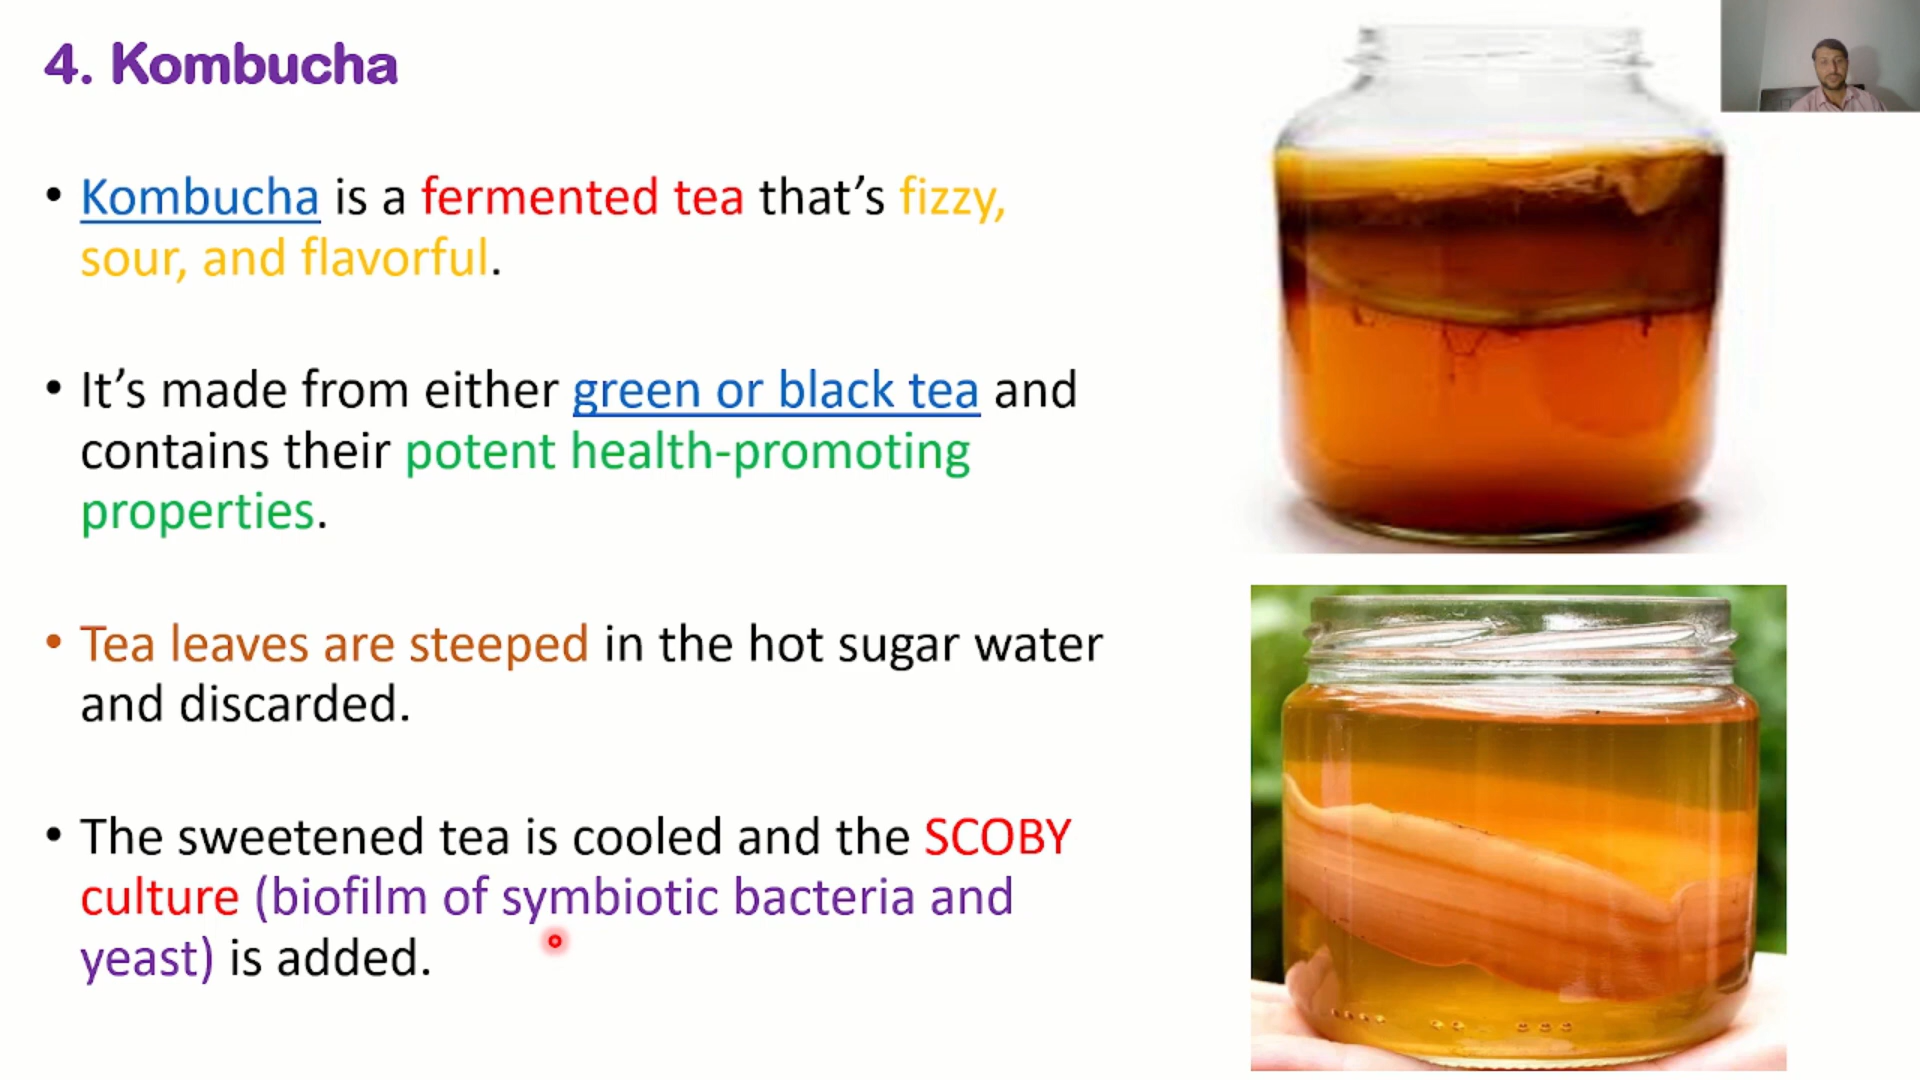 4. Kombucha
• Kombucha is a fermented tea that’s fizzy,
sour, and flavorful.
• It’s made from either green or black tea and
contains their potent health-promoting
properties.
• Tea leaves are steeped in the hot sugar water
and discarded.
• The sweetened tea is cooled and the SCOBY
culture (biofilm of symbiotic bacteria and
yeast) is added.